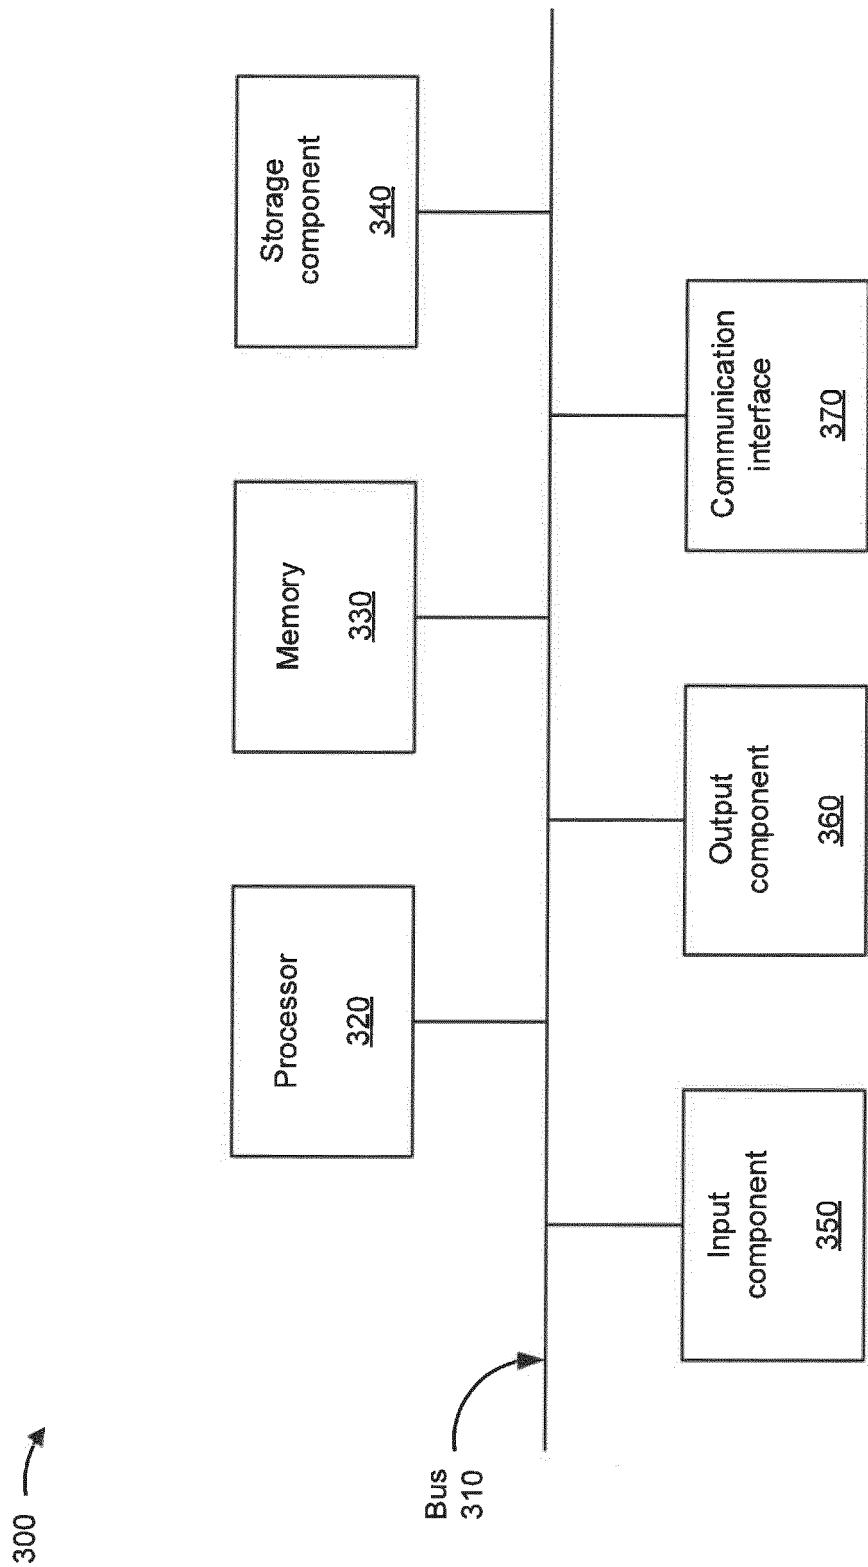 300
Processor
320
Memory
330
Storage
component
340
Bus
310
Input
component
350
Output
component
360
Communication
interface
370